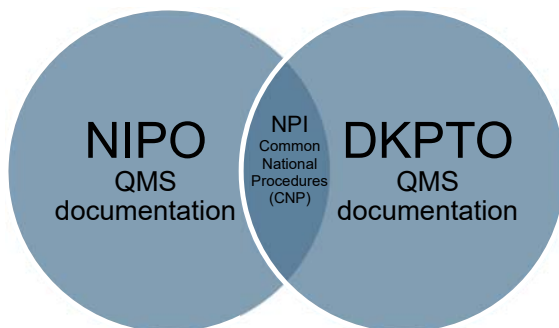 NIPO
QMS
documentation
NPI
Common
National
Procedures
(CNP)
DKPTO
QMS
documentation